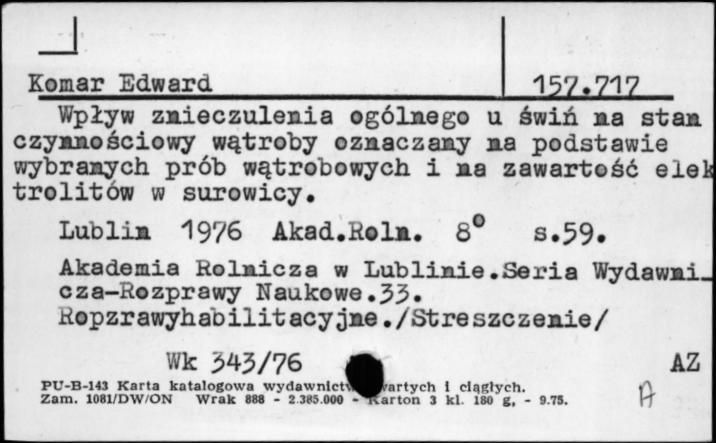 Komar Edward 157.717
Wpływ znieczulenia ogólnego u świń na stan
czynnościowy wątroby oznaczany na podstawie
wybranych prób wątrobowych i na zawartość elek
trolitów w surowicy.
Lublin 1976 Akad.Roln. 8° s.59.
Akademia Rolnicza w Lublinie.Seria Wydawni_
cza-Rozprawy Naukowe.33.
Ropzrawyhabilitacyjne./Streszczenie/
Wk 343/76 AZ
PU-B-143 Karta katalogowa wydawnictw zwartych i ciągłych.
Zam. 1081/DW/ON Wrak 888 - 2.385.000 - Karton 3 kl. 180 g, - 9.75.
A